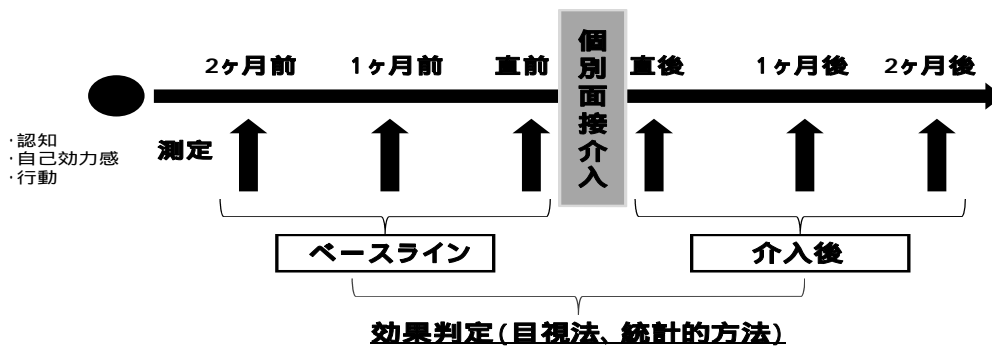 2ヶ月前
1ヶ月前
直前
個別面接介入
直後
1ヶ月後
2ヶ月後
・認知
・自己効力感
・行動
測定
ベースライン
介入後
効果判定(目視法、統計的方法)